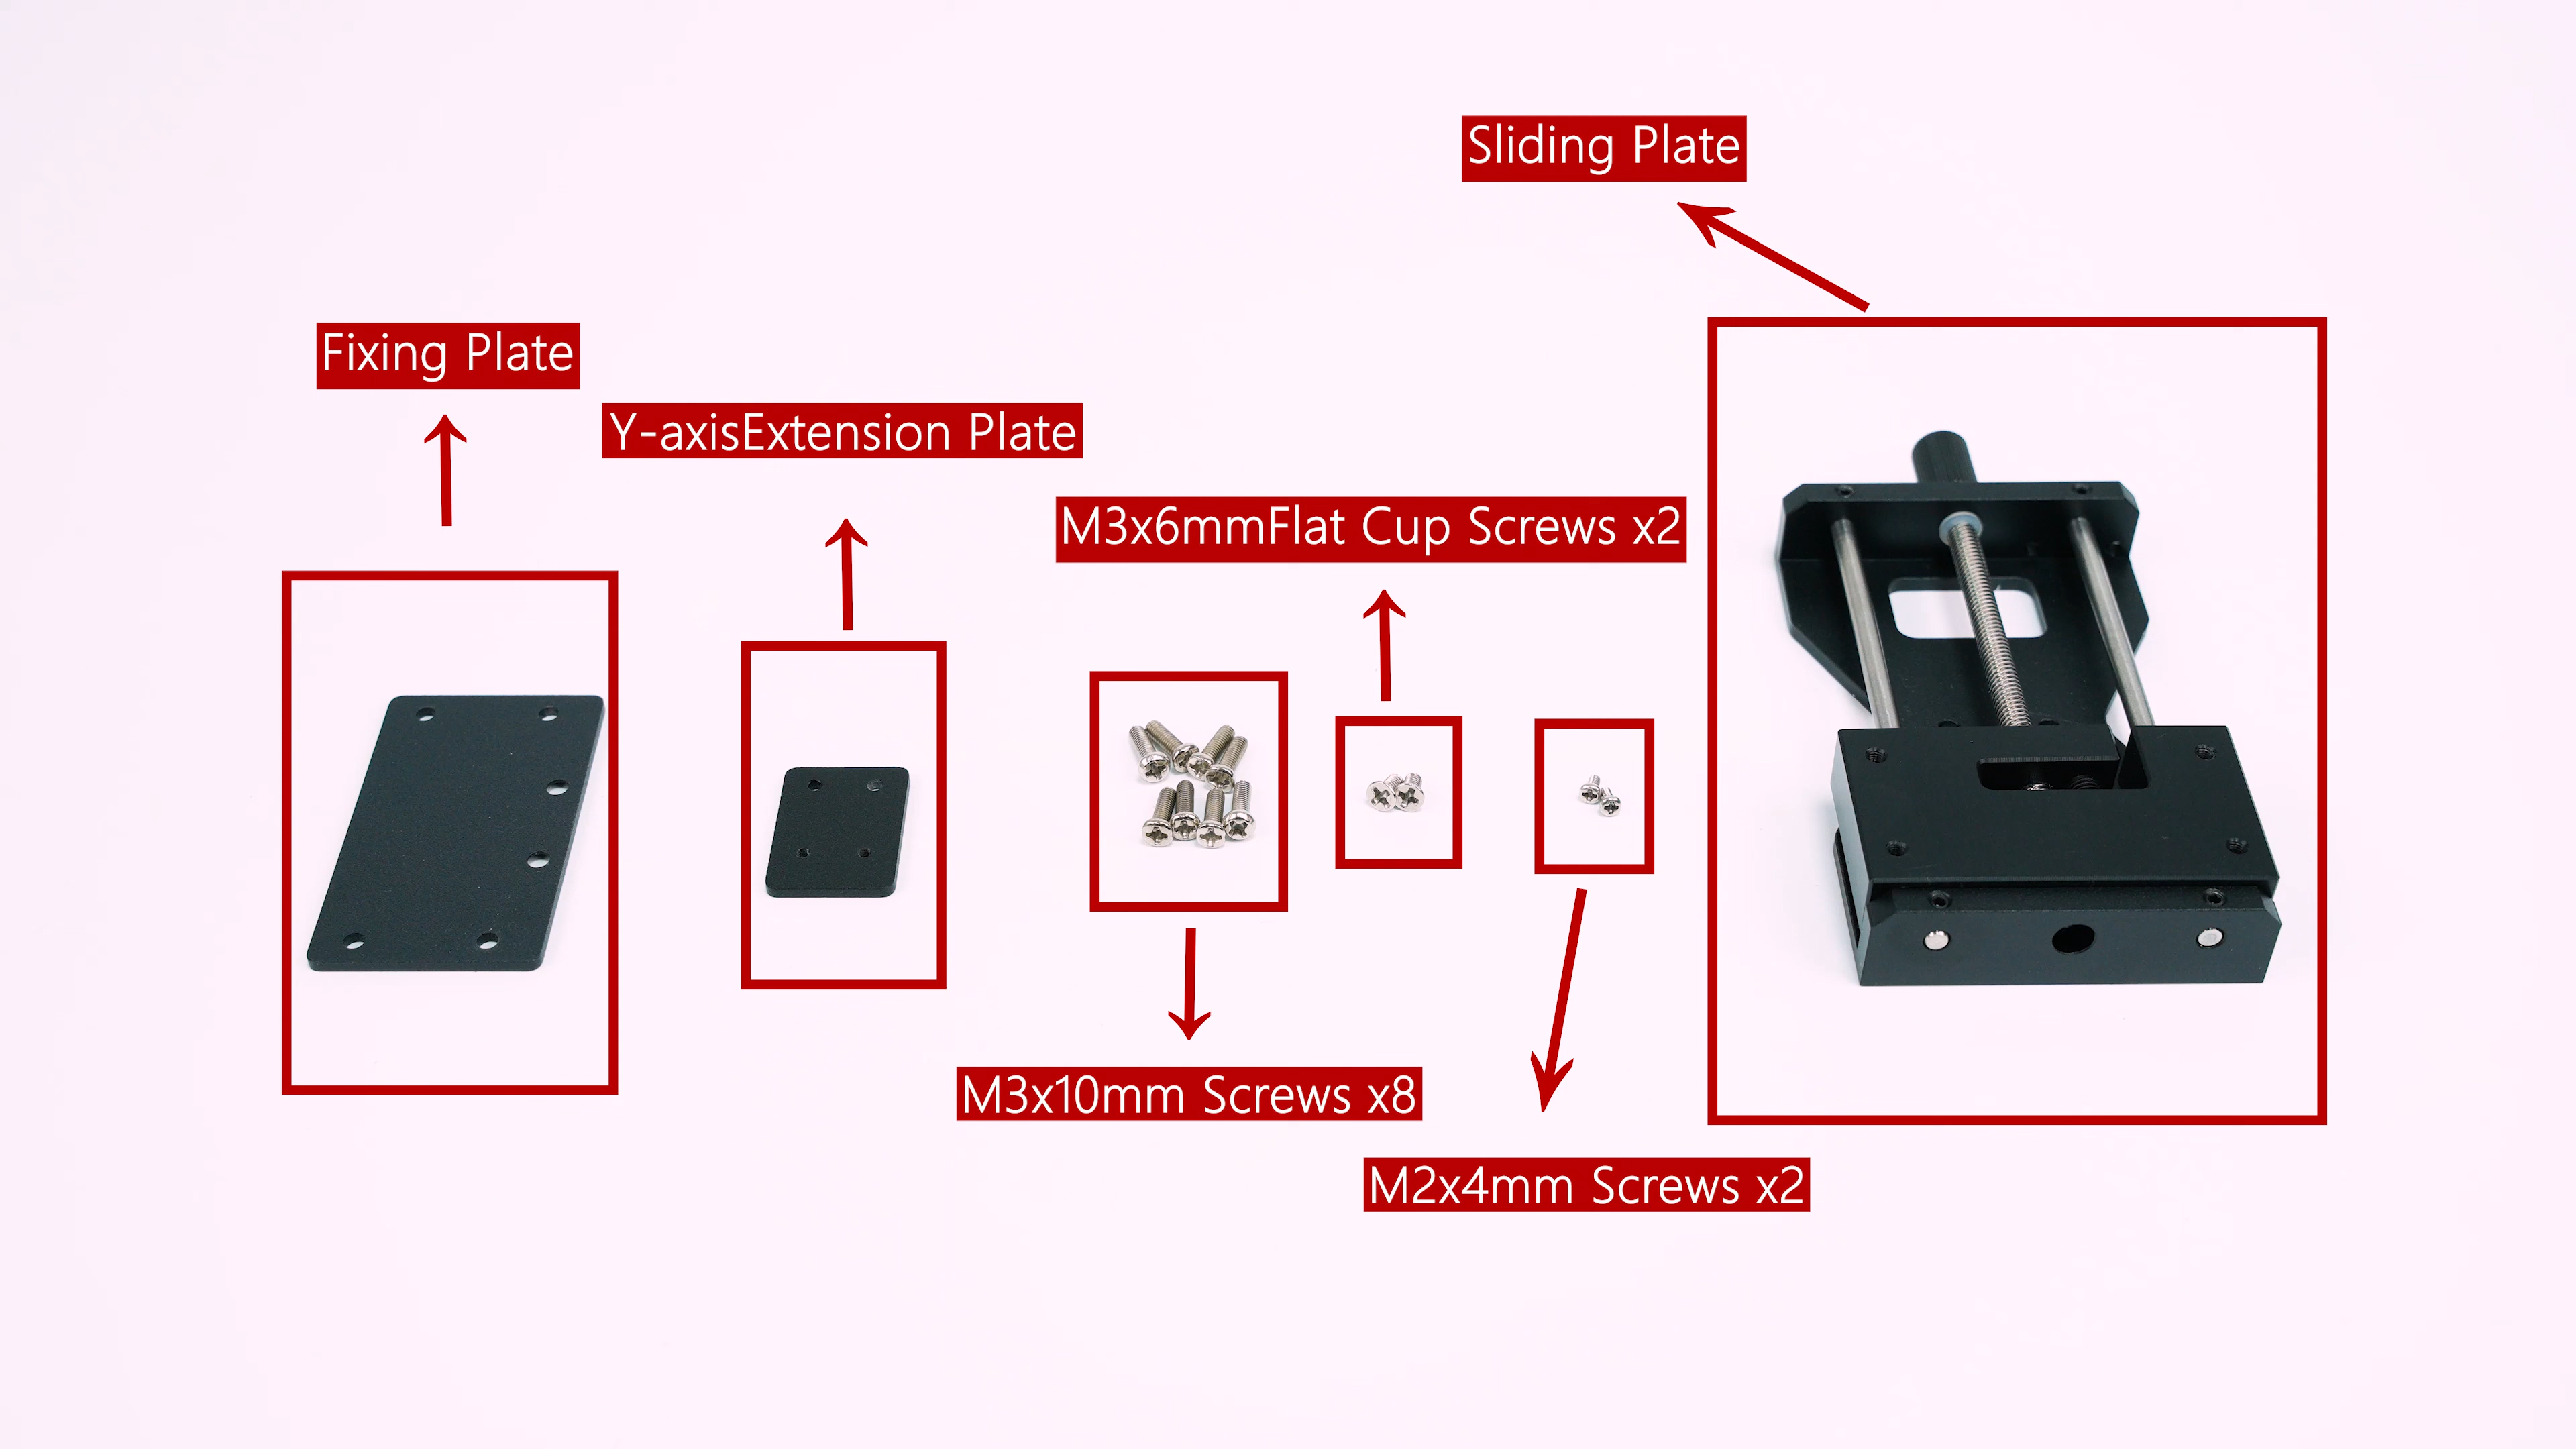 Sliding Plate
Fixing Plate
Y-axisExtension Plate
M3x6mmFlat Cup Screws x2
M3x10mm Screws x8
M2x4mm Screws x2